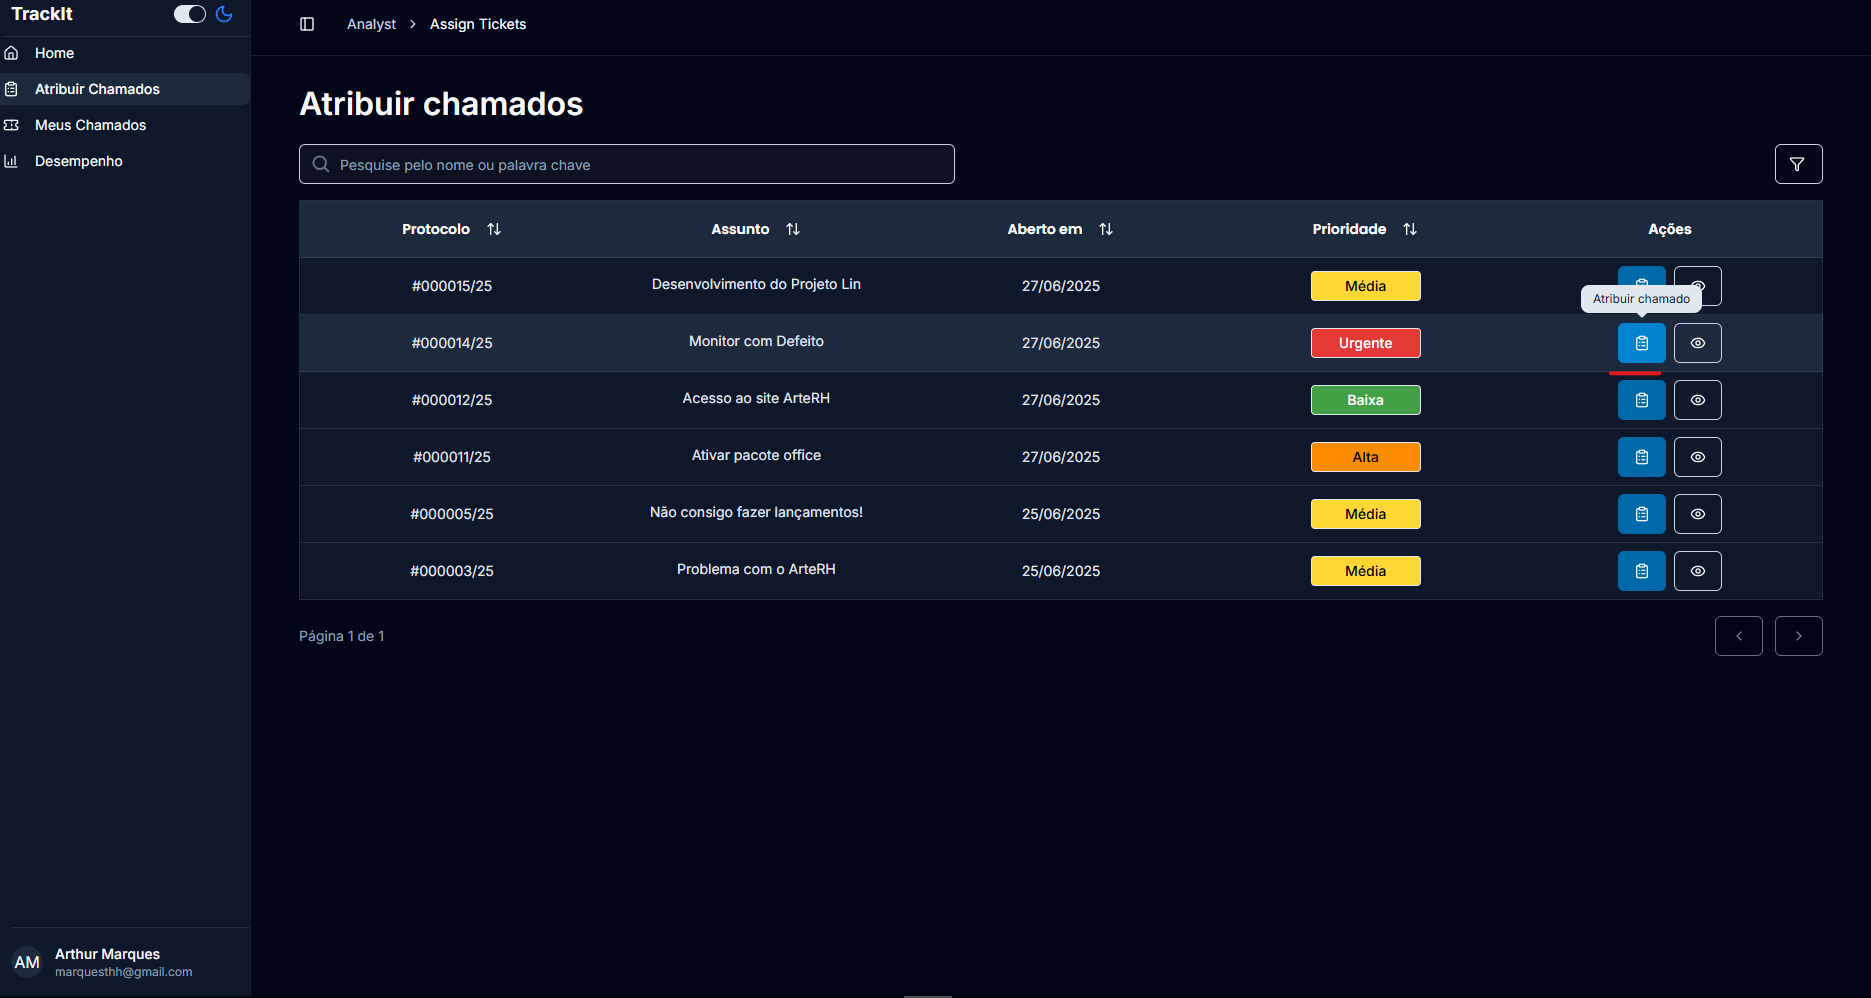 TrackIt
Home
Atribuir Chamados
Meus Chamados
Desempenho
Analyst > Assign Tickets
Atribuir chamados
Pesquise pelo nome ou palavra chave
Protocolo Assunto Aberto em Prioridade Ações
#000015/25 Desenvolvimento do Projeto Lin 27/06/2025 Média
Atribuir chamado
#000014/25 Monitor com Defeito 27/06/2025 Urgente
#000012/25 Acesso ao site ArteRH 27/06/2025 Baixa
#000011/25 Ativar pacote office 27/06/2025 Alta
#000005/25 Não consigo fazer lançamentos! 25/06/2025 Média
#000003/25 Problema com o ArteRH 25/06/2025 Média
Página 1 de 1
AM
Arthur Marques
marquesthh@gmail.com